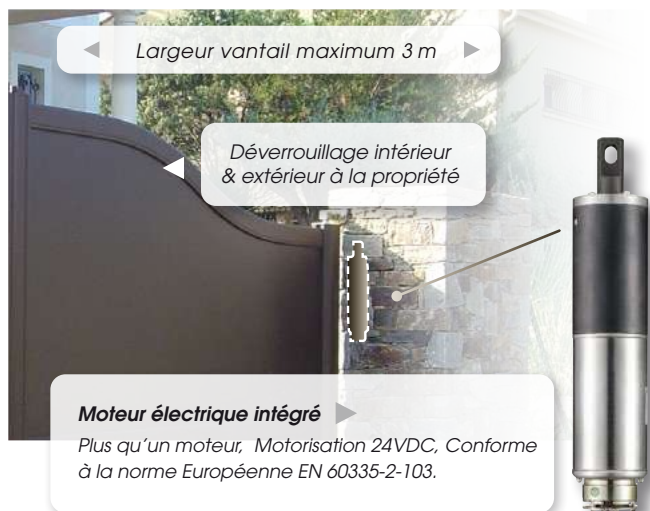 Largeur vantail maximum 3 m
Déverrouillage intérieur
& extérieur à la propriété
Moteur électrique intégré
Plus qu'un moteur, Motorisation 24VDC, Conforme
à la norme Européenne EN 60335-2-103.